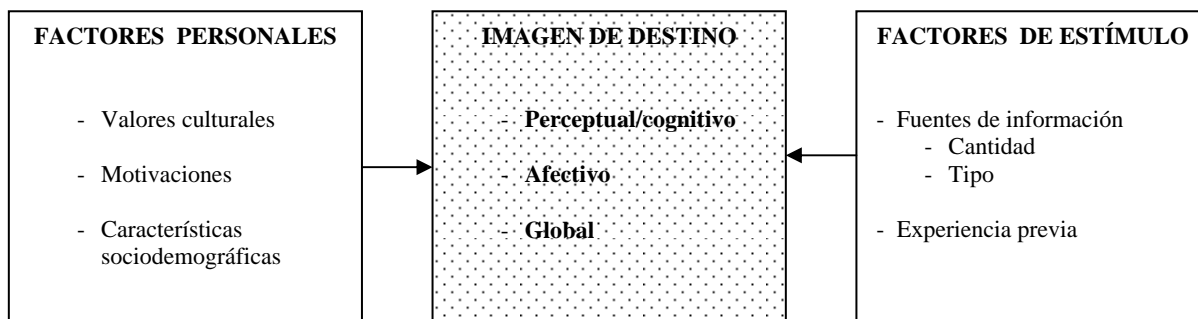 FACTORES PERSONALES
- Valores culturales
- Motivaciones
- Características
sociodemográficas
IMAGEN DE DESTINO
- Perceptual/cognitivo
- Afectivo
- Global
FACTORES DE ESTÍMULO
- Fuentes de información
- Cantidad
- Tipo
- Experiencia previa